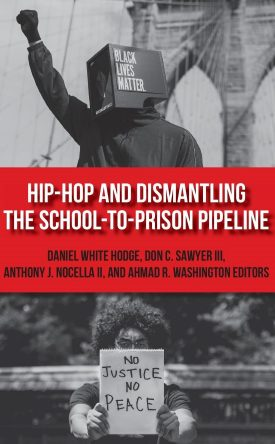 BLACK
LIVES
MATTER.
HIP-HOP AND DISMANTLING
THE SCHOOL-TO-PRISON PIPELINE
DANIEL WHITE HODGE, DON C. SAWYER III,
ANTHONY J. NOCELLA II, AND AHMAD R. WASHINGTON EDITORS
NO
JUSTICE
NO
PEACE